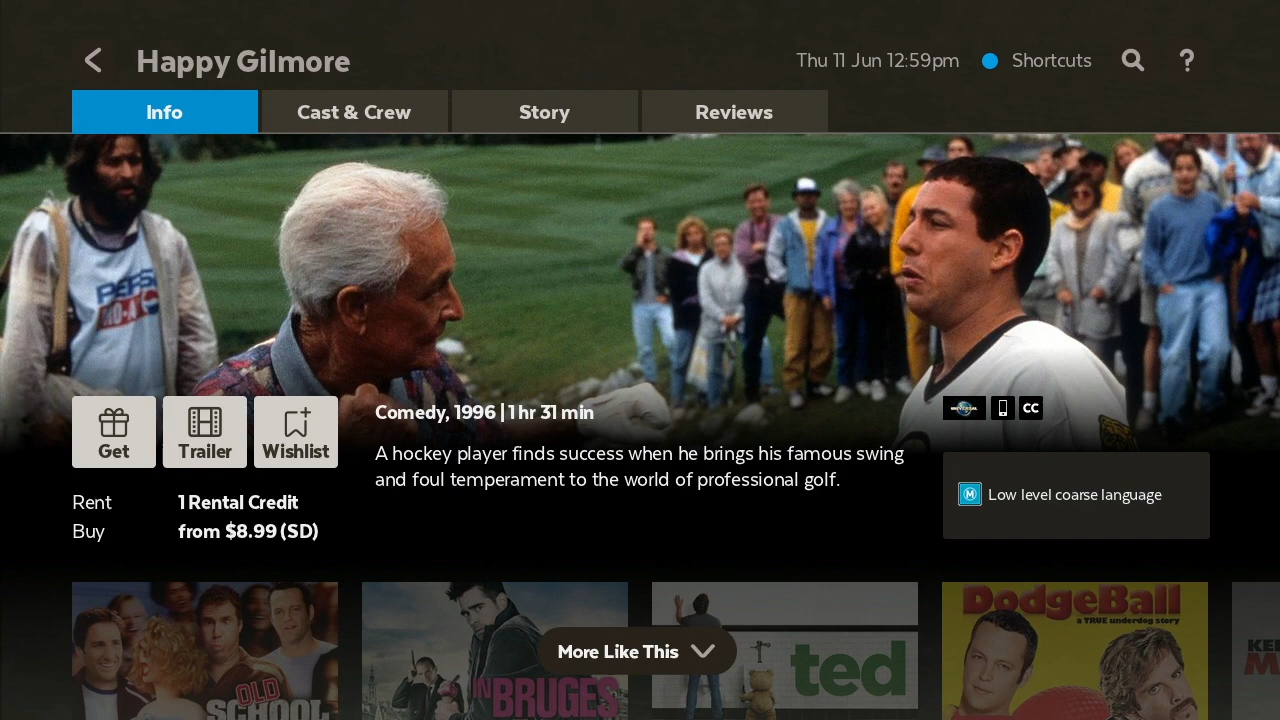 Happy Gilmore
Thu 11 Jun 12:59pm
Shortcuts
?
Info
Cast & Crew
Story
Reviews
PEPSI
Get
Trailer
Wishlist
Comedy, 1996 | 1 hr 31 min
UNIVERSAL
CC
A hockey player finds success when he brings his famous swing
and foul temperament to the world of professional golf.
M
Low level coarse language
Rent
1 Rental Credit
Buy
from $8.99 (SD)
OLD
SCHOOL
IN BRUGES
ted
DodgeBall
a TRUE underdog story
More Like This